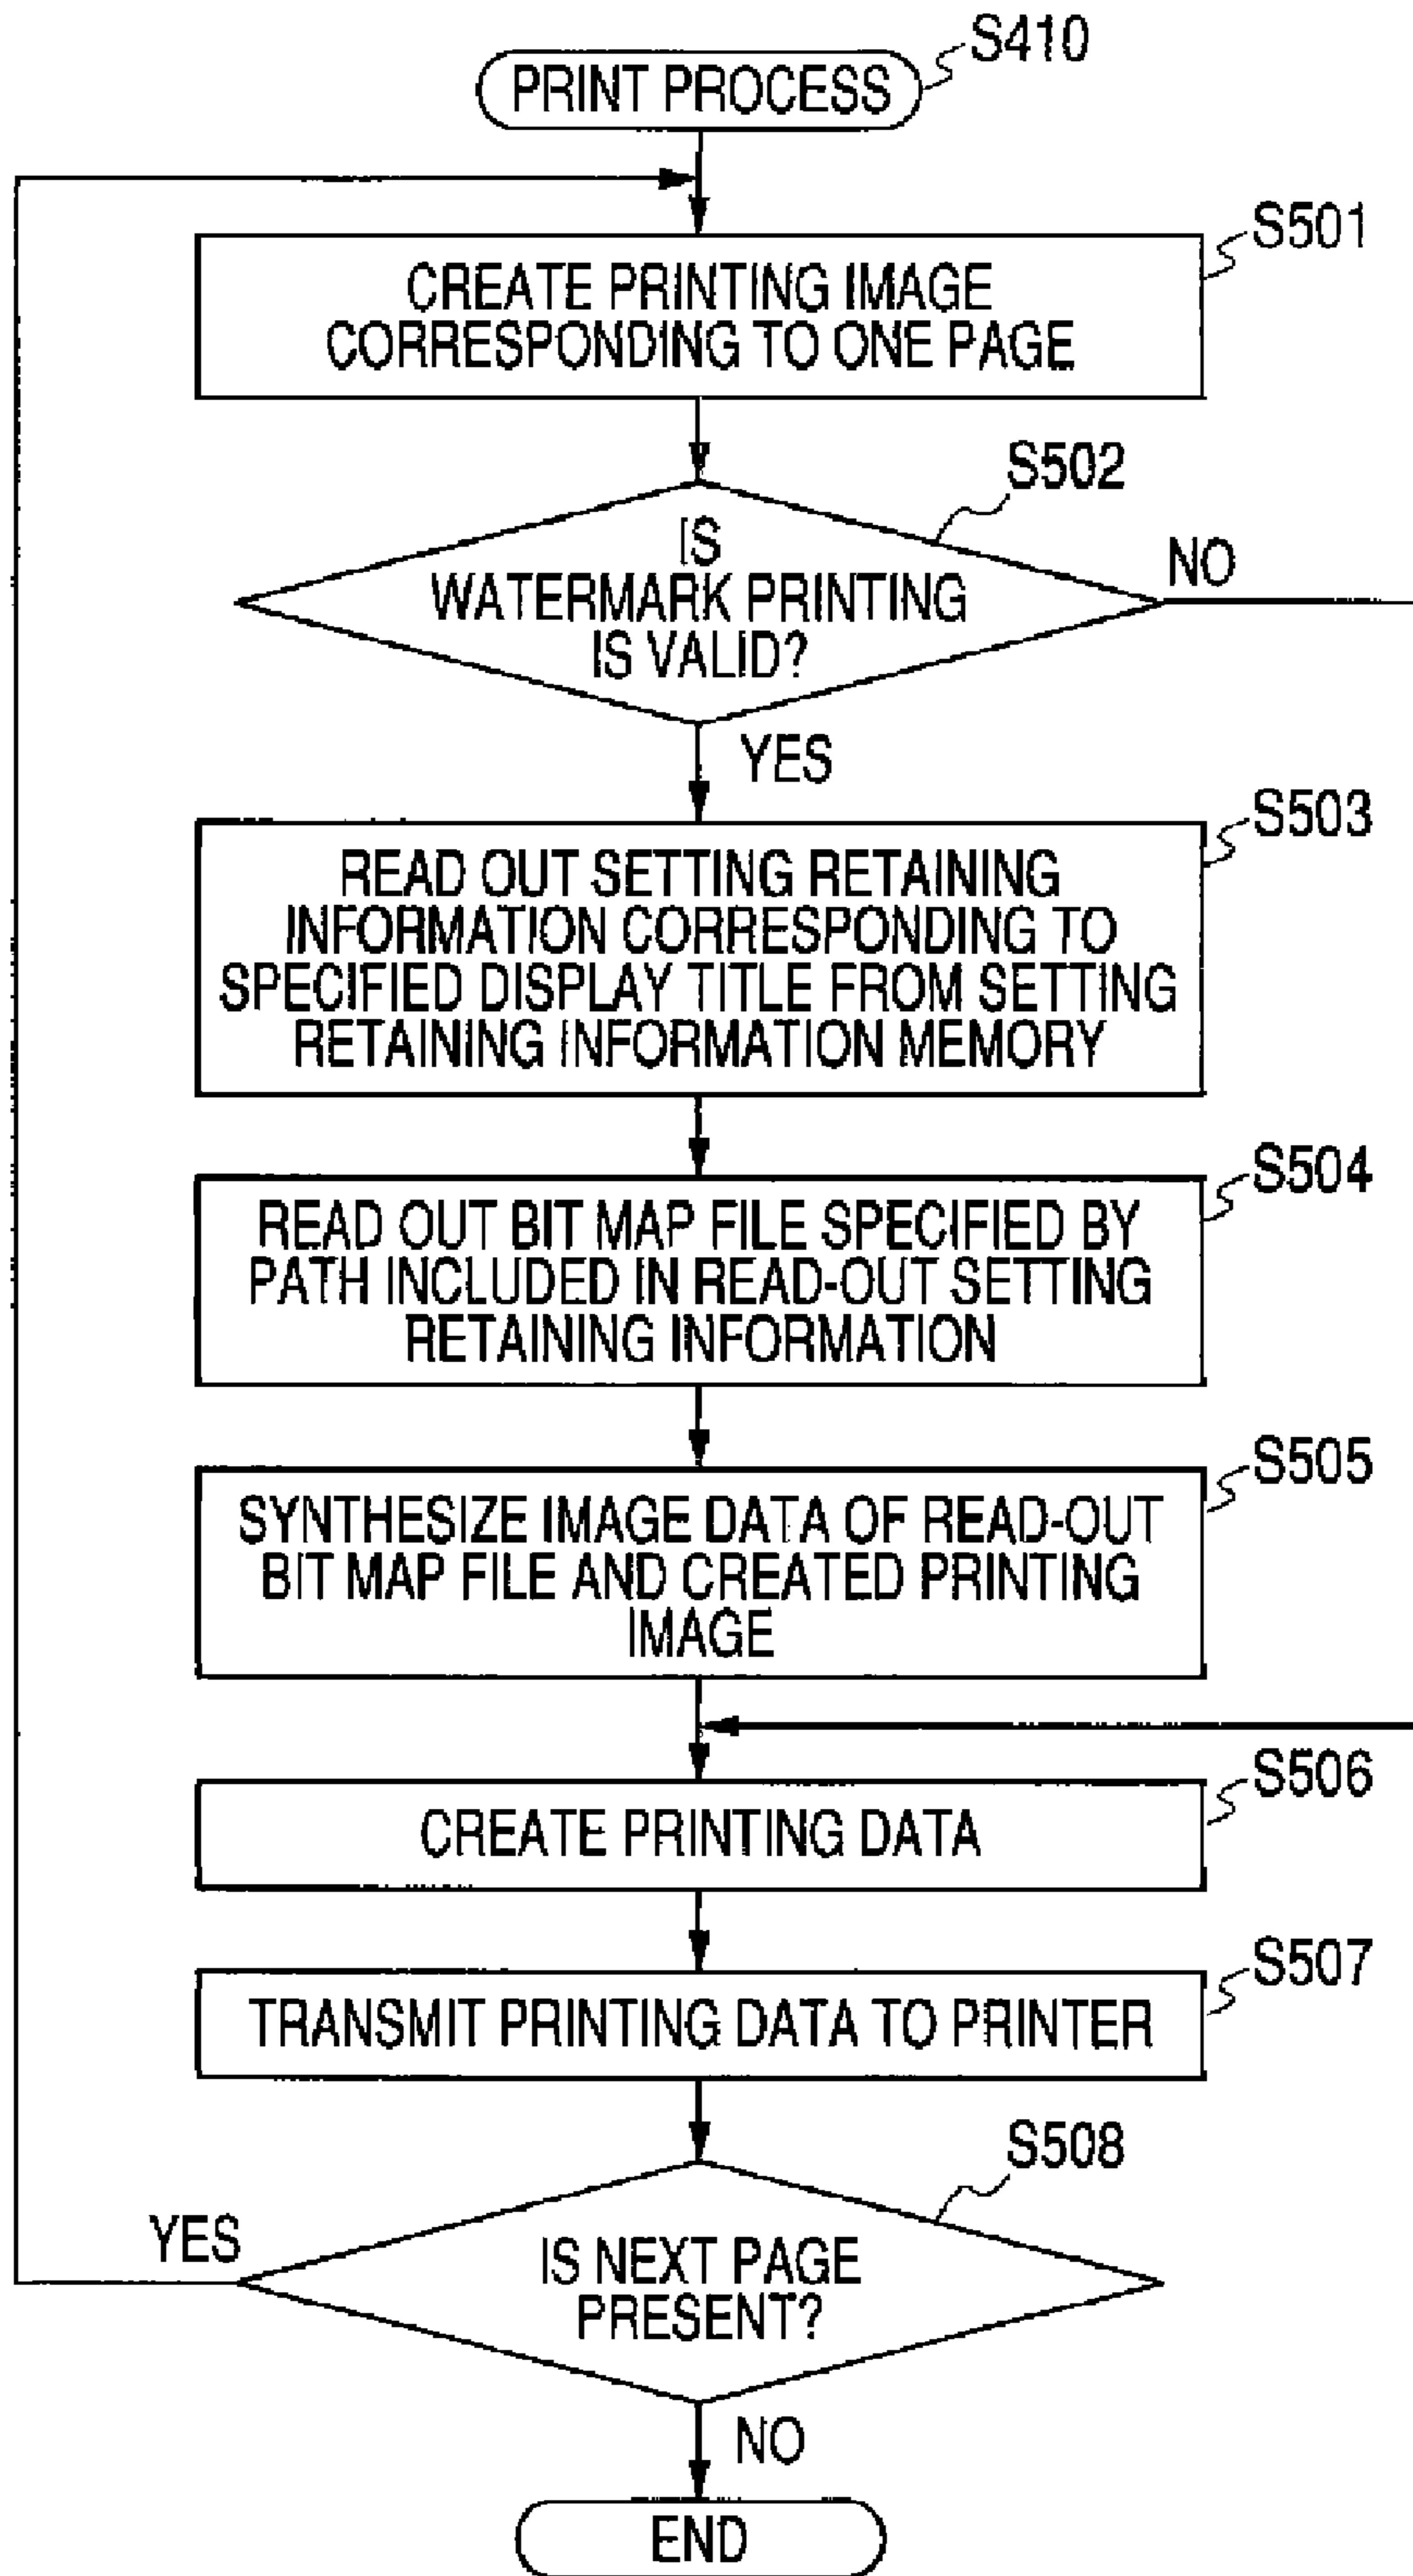 S410
PRINT PROCESS
S501
CREATE PRINTING IMAGE
CORRESPONDING TO ONE PAGE
S502
IS
WATERMARK PRINTING
IS VALID?
NO
YES
S503
READ OUT SETTING RETAINING
INFORMATION CORRESPONDING TO
SPECIFIED DISPLAY TITLE FROM SETTING
RETAINING INFORMATION MEMORY
S504
READ OUT BIT MAP FILE SPECIFIED BY
PATH INCLUDED IN READ-OUT SETTING
RETAINING INFORMATION
S505
SYNTHESIZE IMAGE DATA OF READ-OUT
BIT MAP FILE AND CREATED PRINTING
IMAGE
S506
CREATE PRINTING DATA
S507
TRANSMIT PRINTING DATA TO PRINTER
S508
YES
IS NEXT PAGE
PRESENT?
NO
END